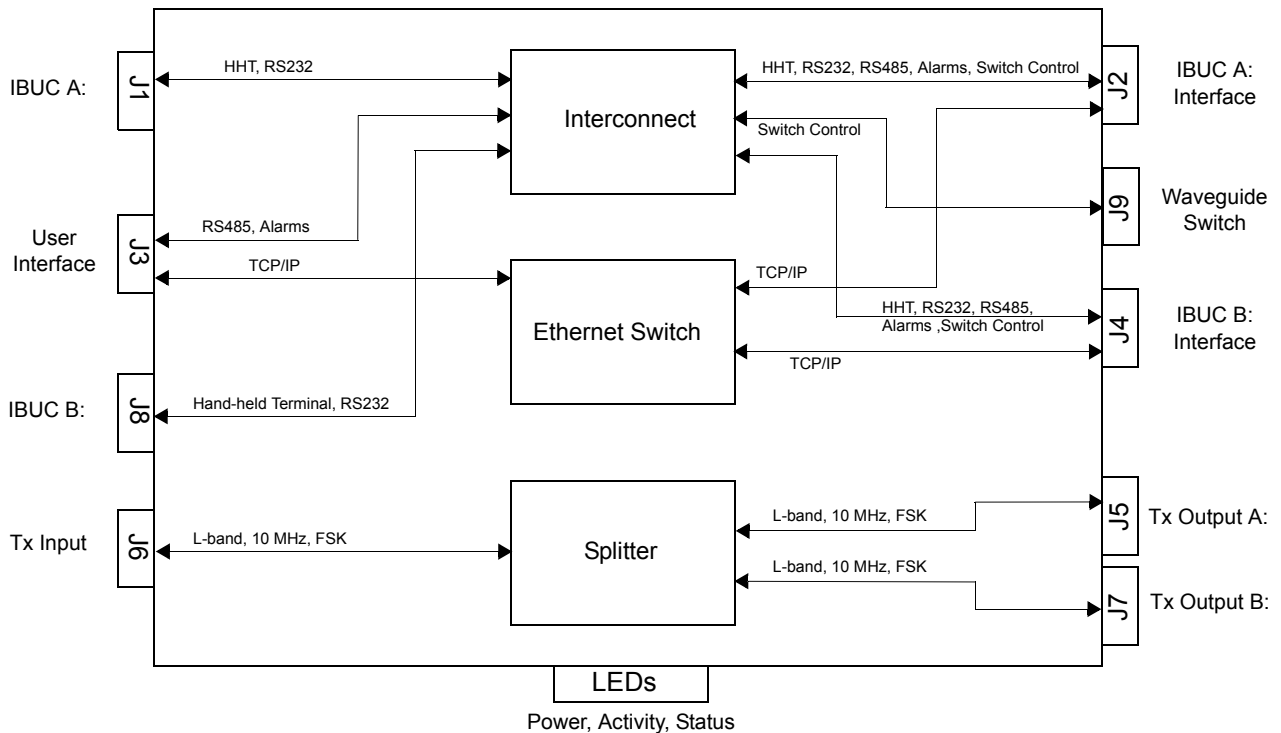 IBUC A:
J1
HHT, RS232
Interconnect
HHT, RS232, RS485, Alarms, Switch Control
J2
IBUC A:
Interface
Switch Control
J9
Waveguide
Switch
User
Interface
J3
RS485, Alarms
TCP/IP
Ethernet Switch
TCP/IP
HHT, RS232, RS485,
Alarms ,Switch Control
J4
IBUC B:
Interface
TCP/IP
IBUC B:
J8
Hand-held Terminal, RS232
Tx Input
J6
L-band, 10 MHz, FSK
Splitter
L-band, 10 MHz, FSK
J5
Tx Output A:
L-band, 10 MHz, FSK
J7
Tx Output B:
LEDs
Power, Activity, Status